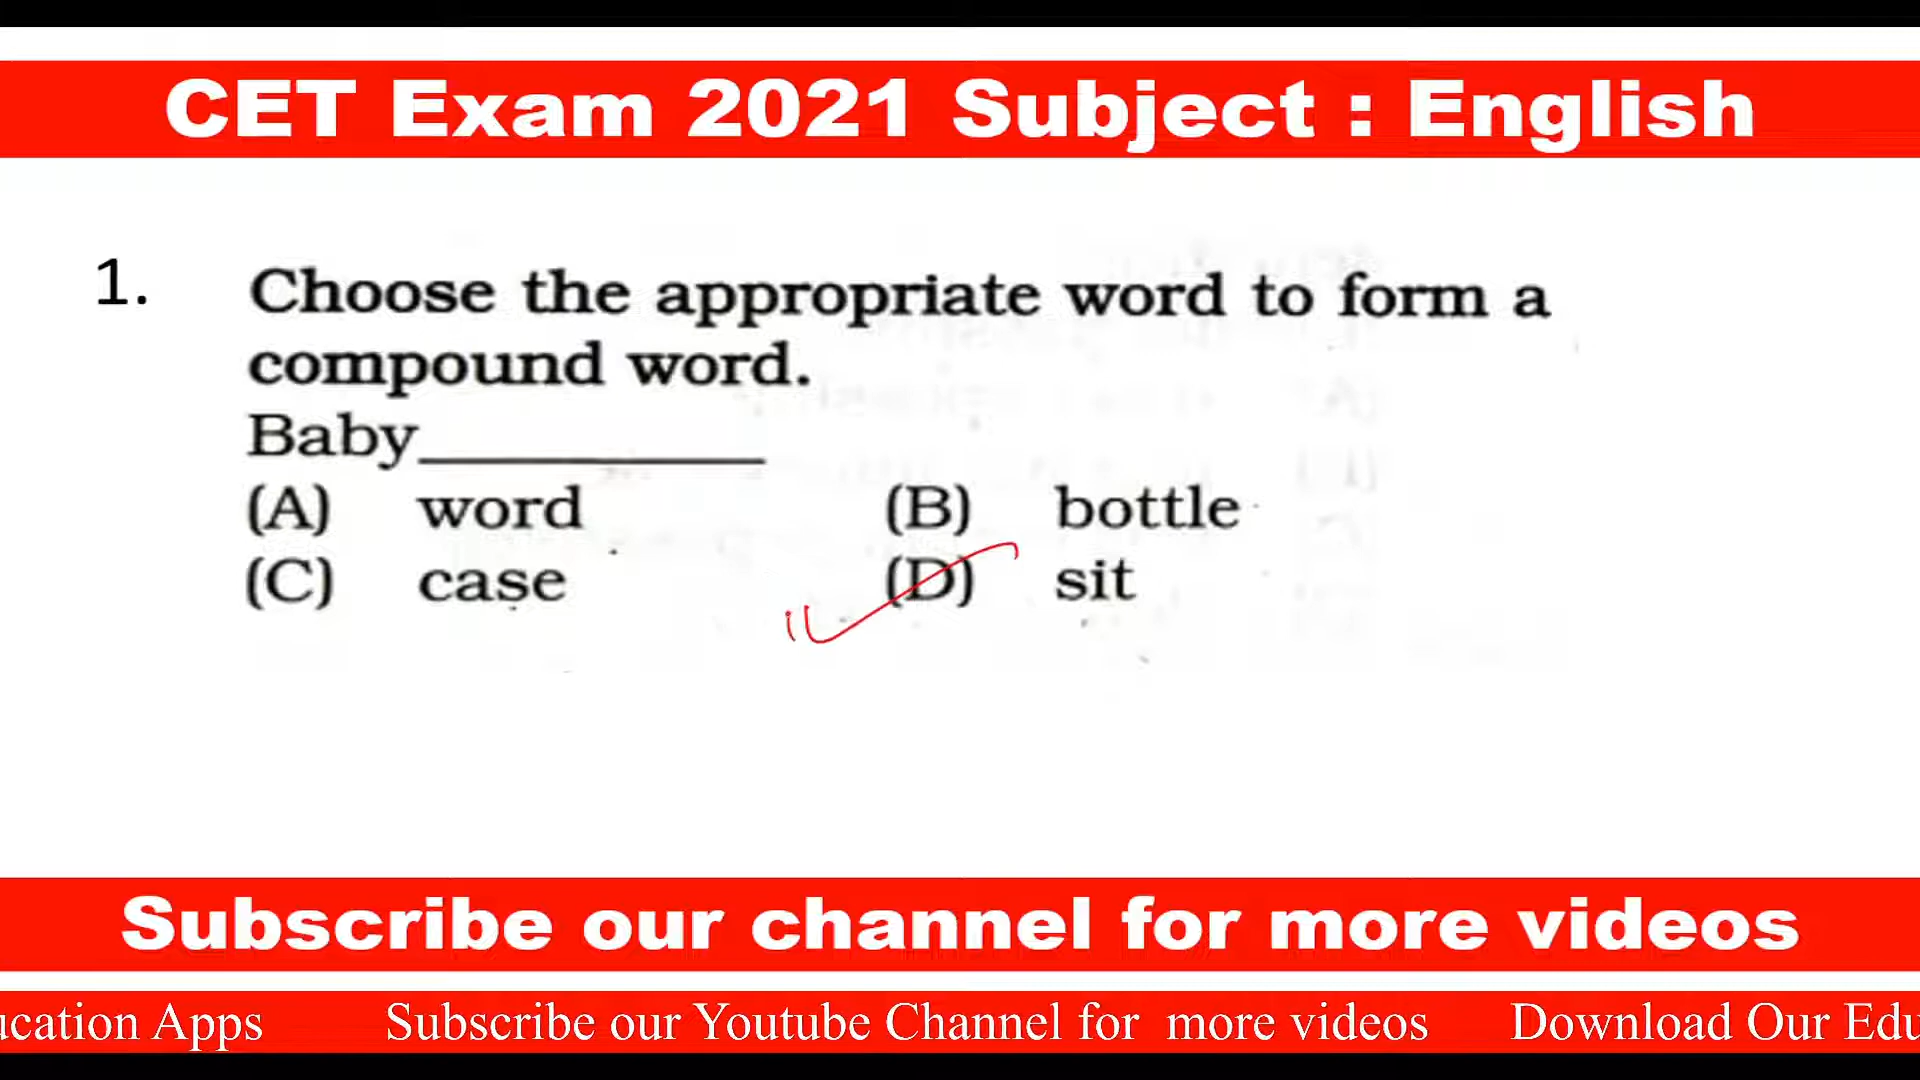 CET Exam 2021 Subject : English
1. Choose the appropriate word to form a
compound word.
Baby____________
(A) word (B) bottle
(C) case (D) sit
Subscribe our channel for more videos
ucation Apps Subscribe our Youtube Channel for more videos Download Our Edu